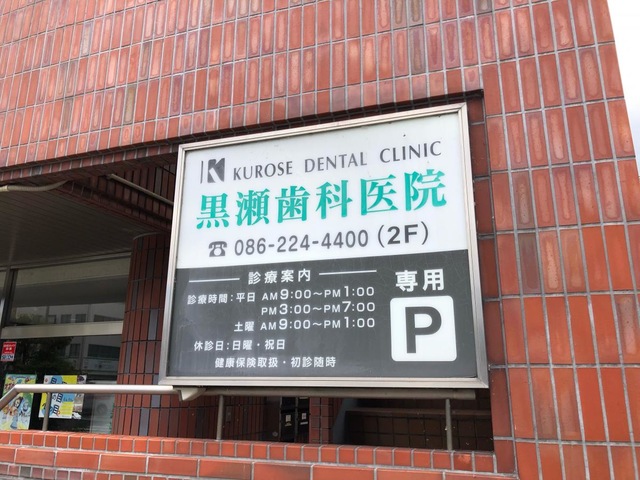 K KUROSE DENTAL CLINIC
黒瀬歯科医院
☎ 086-224-4400 (2F)
診療案内
診療時間:平日 AM9:00~PM1:00
PM3:00~PM7:00
土曜 AM9:00~PM1:00
休診日:日曜・祝日
健康保険取扱・初診随時
専用
P